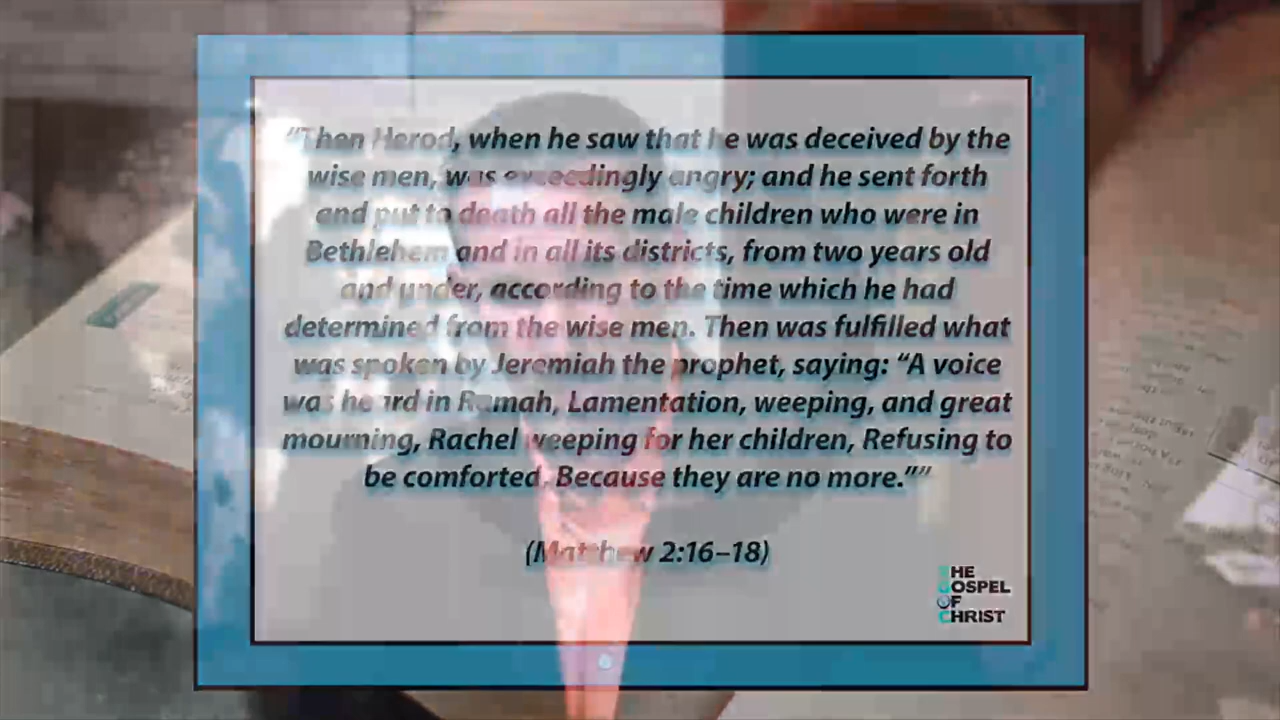 “Then Herod, when he saw that he was deceived by the
wise men, was exceedingly angry; and he sent forth
and put to death all the male children who were in
Bethlehem and in all its districts, from two years old
and under, according to the time which he had
determined from the wise men. Then was fulfilled what
was spoken by Jeremiah the prophet, saying: “A voice
was heard in Ramah, Lamentation, weeping, and great
mourning, Rachel weeping for her children, Refusing to
be comforted, Because they are no more.””
(Matthew 2:16–18)
THE
GOSPEL
OF
CHRIST